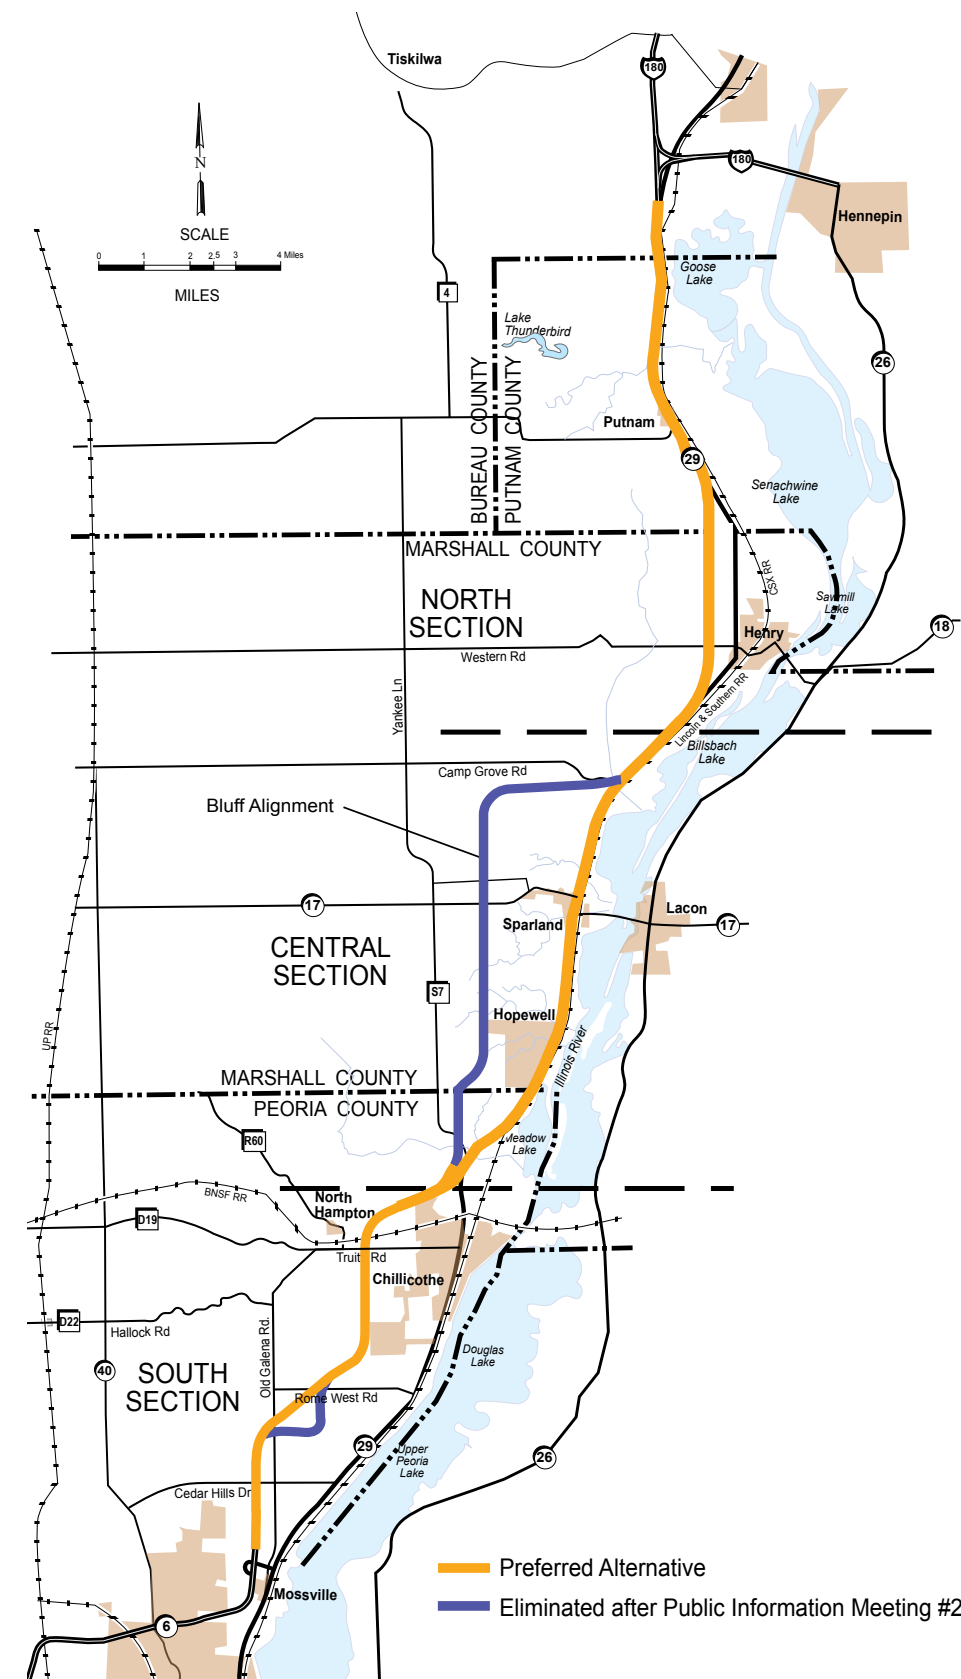 Tiskilwa
180
180
N
SCALE
0 1 2 2.5 3 4 Miles
MILES
Hennepin
Goose
Lake
4
Lake
Thunderbird
26
BUREAU COUNTY
PUTNAM COUNTY
Putnam
29
Senachwine
Lake
MARSHALL COUNTY
CSX RR
NORTH
SECTION
Sawmill
Lake
Henry
18
Western Rd
Yankee Ln
Lincoln & Southern RR
Billsbach
Lake
Camp Grove Rd
Bluff Alignment
17
Lacon
Sparland
17
CENTRAL
SECTION
S7
Hopewell
UPRR
Illinois River
MARSHALL COUNTY
PEORIA COUNTY
R60
Meadow
Lake
BNSF RR
North
Hampton
D19
Truitt Rd
Chillicothe
D22
Hallock Rd
Old Galena Rd.
Douglas
Lake
40
SOUTH
SECTION
Rome West Rd
29
Upper
Peoria
Lake
26
Cedar Hills Dr
Preferred Alternative
Mossville
Eliminated after Public Information Meeting #2
6